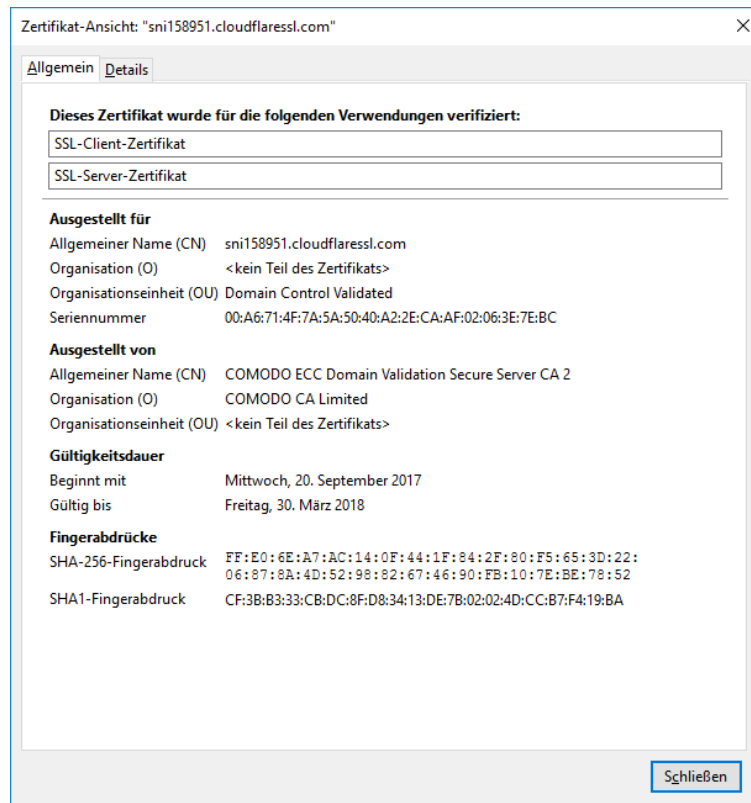 Zertifikat-Ansicht: "sni158951.cloudflaressl.com"
Allgemein Details
Dieses Zertifikat wurde für die folgenden Verwendungen verifiziert:
SSL-Client-Zertifikat
SSL-Server-Zertifikat
Ausgestellt für
Allgemeiner Name (CN) sni158951.cloudflaressl.com
Organisation (O) <kein Teil des Zertifikats>
Organisationseinheit (OU) Domain Control Validated
Seriennummer 00:A6:71:4F:7A:5A:50:40:A2:2E:CA:AF:02:06:3E:7E:BC
Ausgestellt von
Allgemeiner Name (CN) COMODO ECC Domain Validation Secure Server CA 2
Organisation (O) COMODO CA Limited
Organisationseinheit (OU) <kein Teil des Zertifikats>
Gültigkeitsdauer
Beginnt mit Mittwoch, 20. September 2017
Gültig bis Freitag, 30. März 2018
Fingerabdrücke
SHA-256-Fingerabdruck FF:E0:6E:A7:AC:14:0F:44:1F:84:2F:80:F5:65:3D:22:
06:87:8A:4D:52:98:82:67:46:90:FB:10:7E:BE:78:52
SHA1-Fingerabdruck CF:3B:B3:33:CB:DC:8F:D8:34:13:DE:7B:02:02:4D:CC:B7:F4:19:BA
Schließen